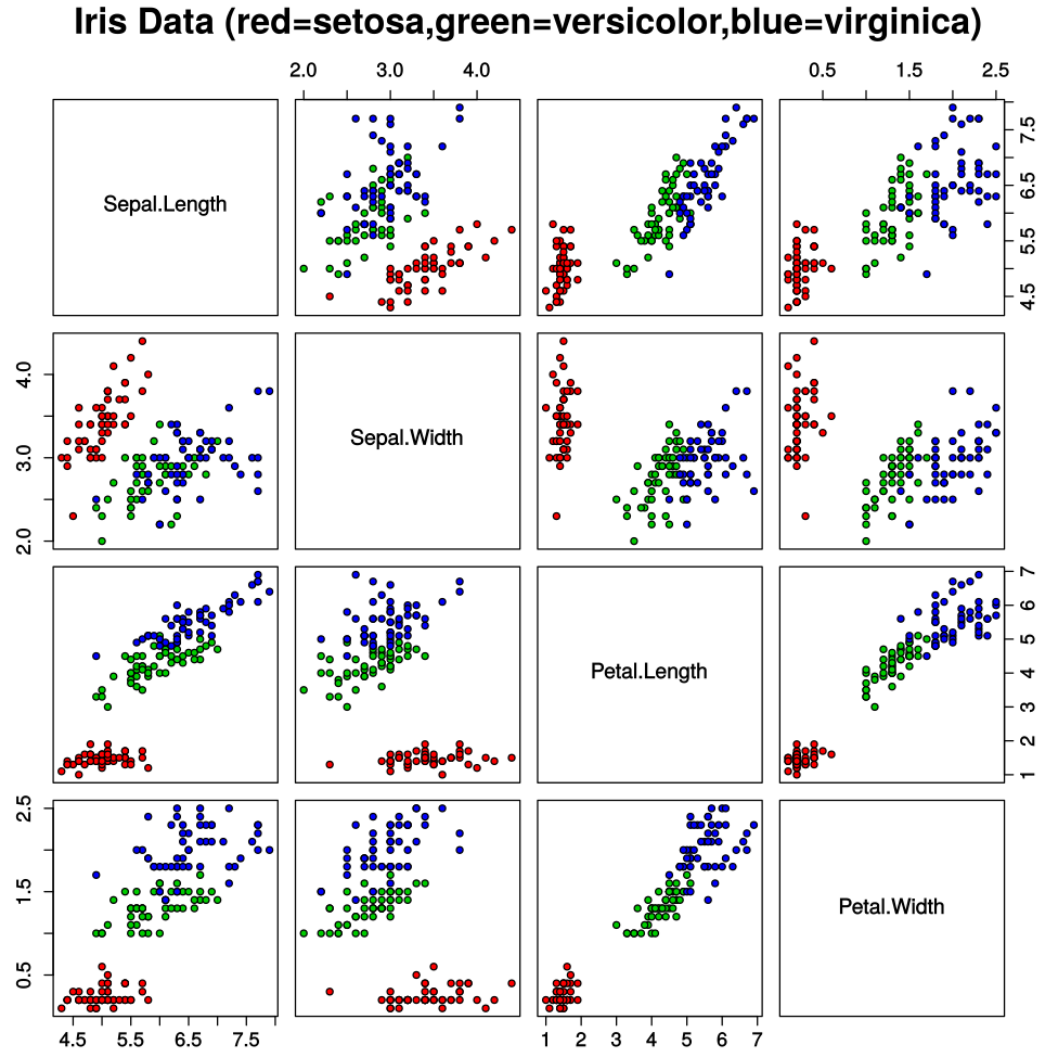 Iris Data (red=setosa,green=versicolor,blue=virginica)
2.0 3.0 4.0 0.5 1.5 2.5
Sepal.Length
4.5 5.5 6.5 7.5
2.0 3.0 4.0
Sepal.Width
Petal.Length
1 2 3 4 5 6 7
0.5 1.5 2.5
Petal.Width
4.5 5.5 6.5 7.5 1 2 3 4 5 6 7